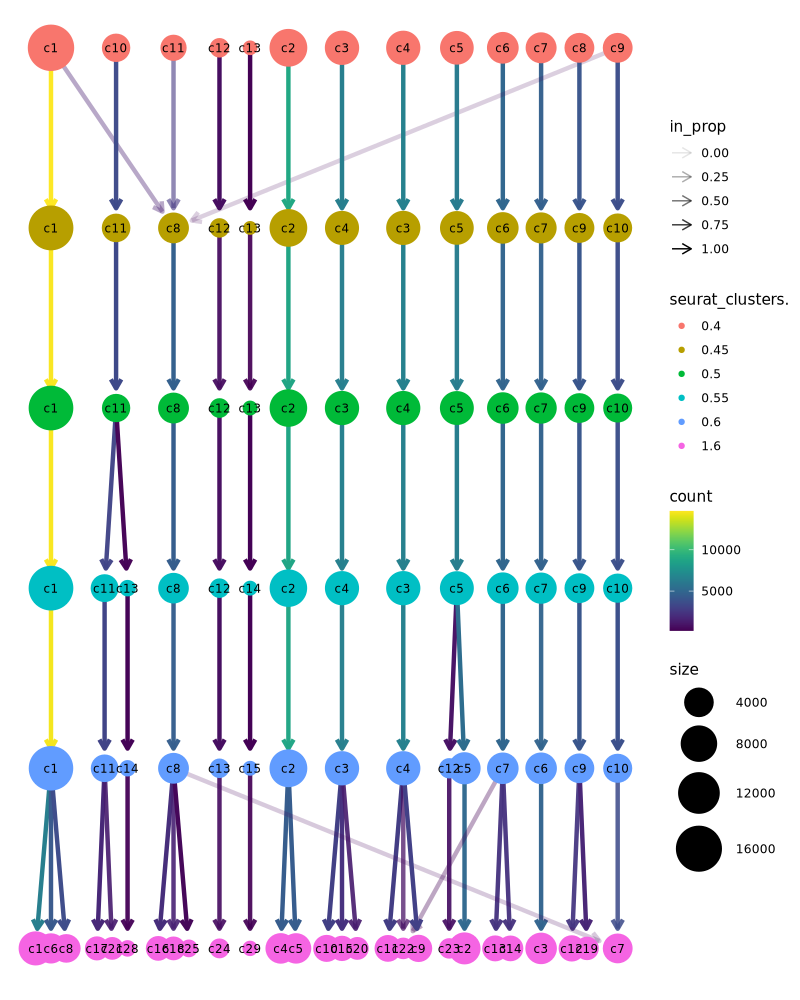 c1 c10 c11 c12 c13 c2 c3 c4 c5 c6 c7 c8 c9
c1 c11 c8 c12 c13 c2 c4 c3 c5 c6 c7 c9 c10
c1 c11 c8 c12 c13 c2 c3 c4 c5 c6 c7 c9 c10
c1 c11 c13 c8 c12 c14 c2 c4 c3 c5 c6 c7 c9 c10
c1 c11 c14 c8 c13 c15 c2 c3 c4 c12 c5 c7 c6 c9 c10
c1 c6 c8 c17 c21 c28 c16 c18 c25 c24 c29 c4 c5 c10 c15 c20 c11 c22 c9 c23 c2 c13 c14 c3 c12 c19 c7
in_prop
0.00
0.25
0.50
0.75
1.00
seurat_clusters.
0.4
0.45
0.5
0.55
0.6
1.6
count
10000
5000
size
4000
8000
12000
16000